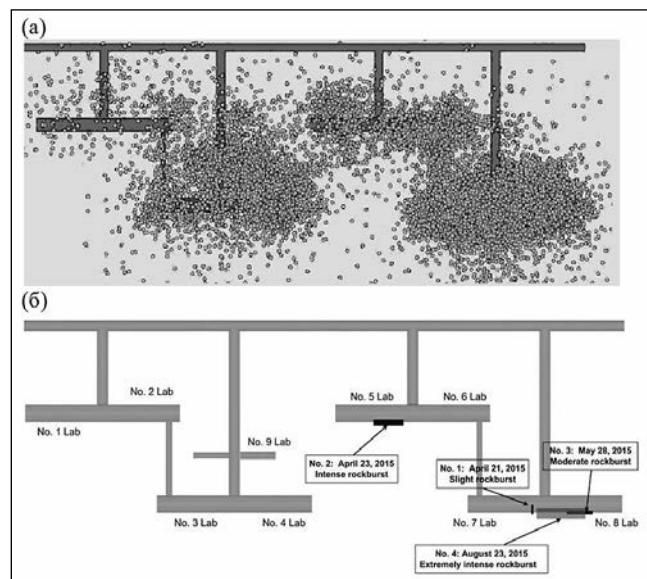 (a)
(б)
No. 2 Lab
No. 1 Lab
No. 9 Lab
No. 3 Lab
No. 4 Lab
No. 5 Lab
No. 6 Lab
No. 2: April 23, 2015
Intense rockburst
No. 1: April 21, 2015
Slight rockburst
No. 3: May 28, 2015
Moderate rockburst
No. 7 Lab
No. 8 Lab
No. 4: August 23, 2015
Extremely intense rockburst